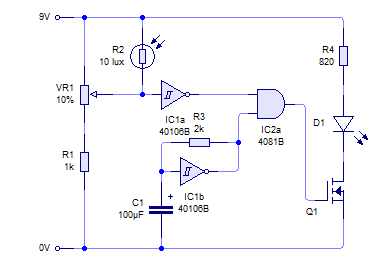 9V
R2
10 lux
R4
820
VR1
10%
IC1a
40106B
R3
2k
IC2a
4081B
D1
R1
1k
IC1b
40106B
C1
+
100µF
Q1
0V